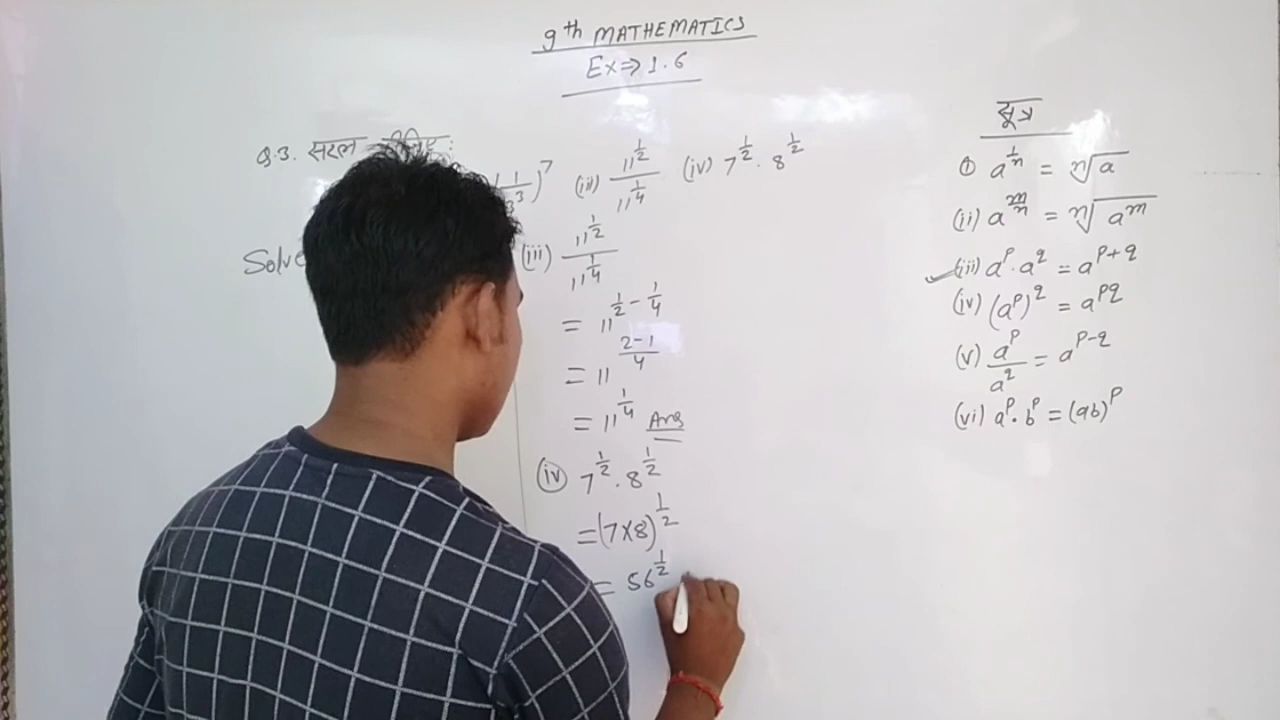 9th MATHEMATICS
Ex⇒ 1.6
Q.3. सरल कीजिए:
(1/3³)⁷ (iii) 11^(1/2) / 11^(1/4) (iv) 7^(1/2) . 8^(1/2)
Solve
(iii) 11^(1/2) / 11^(1/4)
= 11^(1/2 - 1/4)
= 11^((2-1)/4)
= 11^(1/4) Ans
(iv) 7^(1/2) . 8^(1/2)
= (7×8)^(1/2)
= 56^(1/2)
सूत्र
(i) a^(1/n) = ⁿ√a
(ii) a^(m/n) = ⁿ√(a^m)
(iii) a^p . a^q = a^(p+q)
(iv) (a^p)^q = a^(pq)
(v) a^p / a^q = a^(p-q)
(vi) a^p . b^p = (ab)^p